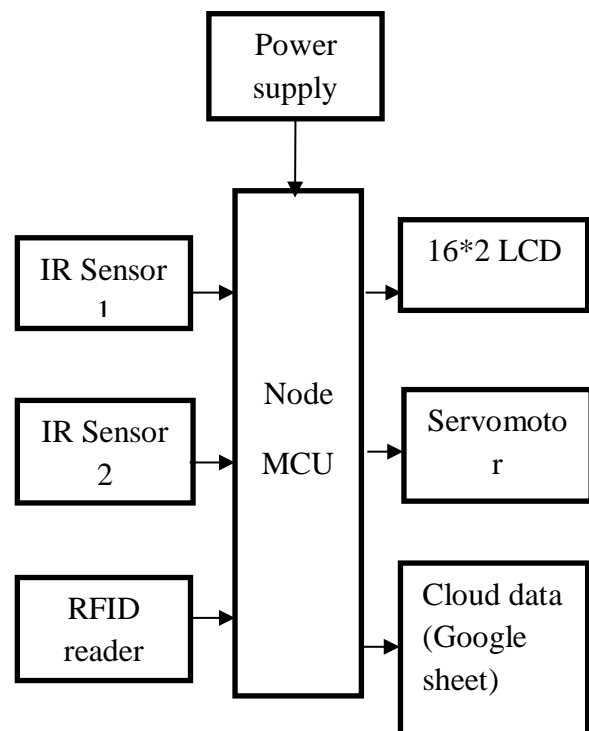 Power
supply
IR Sensor
1
16*2 LCD
Node
MCU
IR Sensor
2
Servomoto
r
RFID
reader
Cloud data
(Google
sheet)